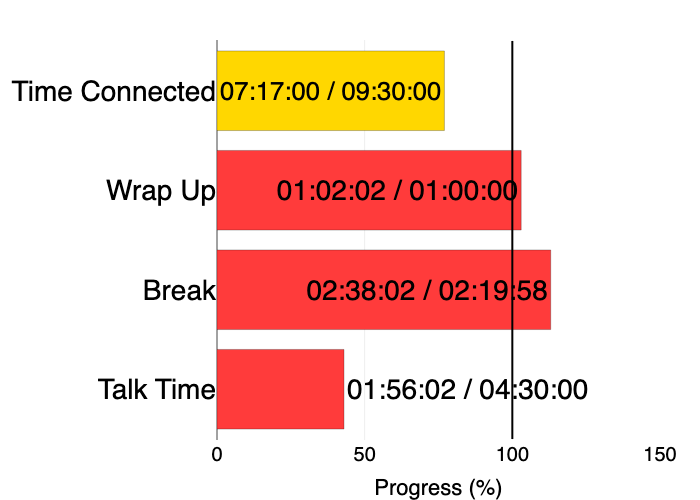 Time Connected 07:17:00 / 09:30:00
Wrap Up 01:02:02 / 01:00:00
Break 02:38:02 / 02:19:58
Talk Time 01:56:02 / 04:30:00
0 50 100 150
Progress (%)